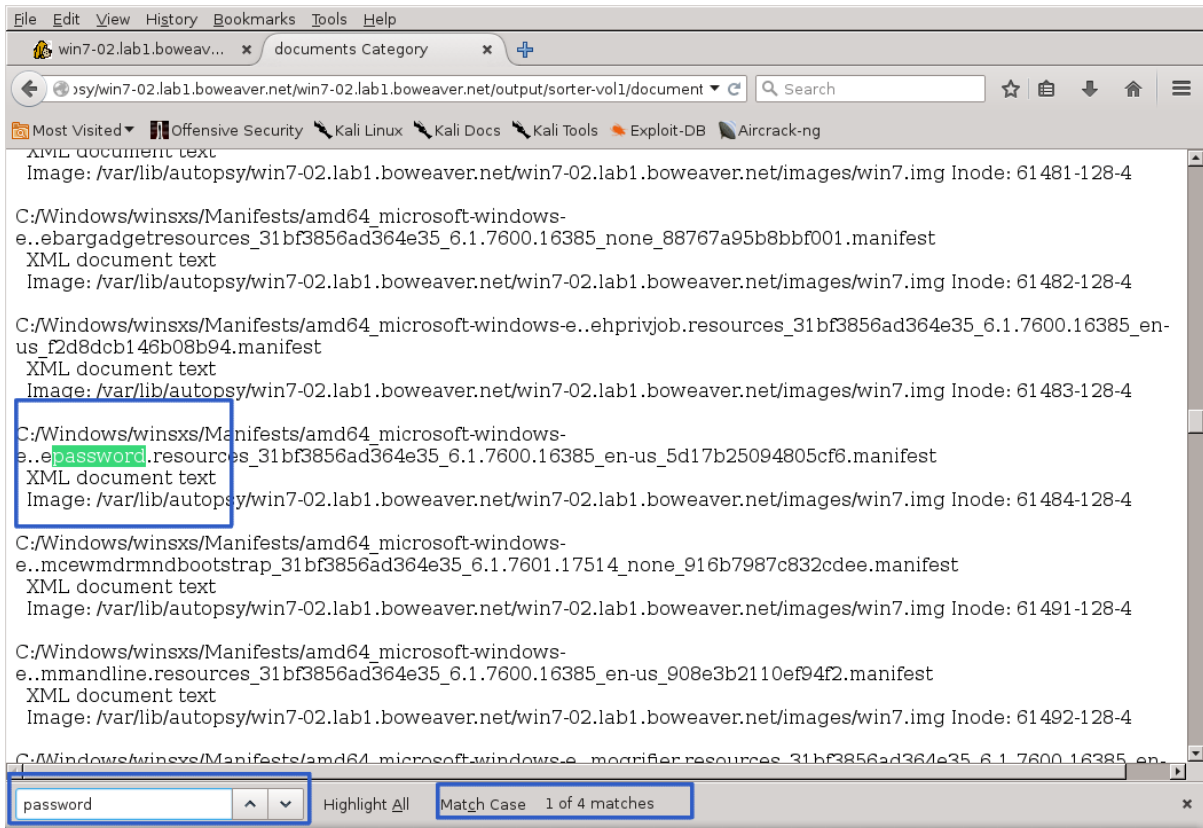 File Edit View History Bookmarks Tools Help
win7-02.lab1.boweav... × documents Category ×
osy/win7-02.lab1.boweaver.net/win7-02.lab1.boweaver.net/output/sorter-vol1/document Search
Most Visited Offensive Security Kali Linux Kali Docs Kali Tools Exploit-DB Aircrack-ng
XML document text
Image: /var/lib/autopsy/win7-02.lab1.boweaver.net/win7-02.lab1.boweaver.net/images/win7.img Inode: 61481-128-4
C:/Windows/winsxs/Manifests/amd64_microsoft-windows-
e..ebargadgetresources_31bf3856ad364e35_6.1.7600.16385_none_88767a95b8bbf001.manifest
XML document text
Image: /var/lib/autopsy/win7-02.lab1.boweaver.net/win7-02.lab1.boweaver.net/images/win7.img Inode: 61482-128-4
C:/Windows/winsxs/Manifests/amd64_microsoft-windows-e..ehprivjob.resources_31bf3856ad364e35_6.1.7600.16385_en-
us_f2d8dcb146b08b94.manifest
XML document text
Image: /var/lib/autopsy/win7-02.lab1.boweaver.net/win7-02.lab1.boweaver.net/images/win7.img Inode: 61483-128-4
C:/Windows/winsxs/Manifests/amd64_microsoft-windows-
e..epassword.resources_31bf3856ad364e35_6.1.7600.16385_en-us_5d17b25094805cf6.manifest
XML document text
Image: /var/lib/autopsy/win7-02.lab1.boweaver.net/win7-02.lab1.boweaver.net/images/win7.img Inode: 61484-128-4
C:/Windows/winsxs/Manifests/amd64_microsoft-windows-
e..mcewmdrmndbootstrap_31bf3856ad364e35_6.1.7601.17514_none_916b7987c832cdee.manifest
XML document text
Image: /var/lib/autopsy/win7-02.lab1.boweaver.net/win7-02.lab1.boweaver.net/images/win7.img Inode: 61491-128-4
C:/Windows/winsxs/Manifests/amd64_microsoft-windows-
e..mmandline.resources_31bf3856ad364e35_6.1.7600.16385_en-us_908e3b2110ef94f2.manifest
XML document text
Image: /var/lib/autopsy/win7-02.lab1.boweaver.net/win7-02.lab1.boweaver.net/images/win7.img Inode: 61492-128-4
C:/Windows/winsxs/Manifests/amd64_microsoft-windows-e..mogrifier.resources_31bf3856ad364e35_6.1.7600.16385_en-
password Highlight All Match Case 1 of 4 matches ×